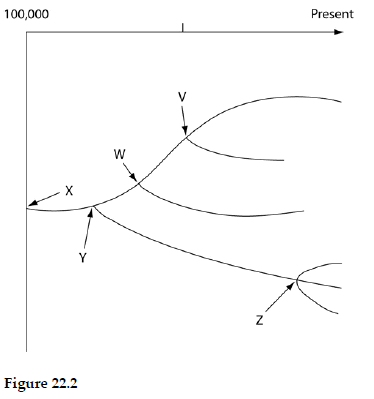 100,000 Present
V
W
X
Y
Z
Figure 22.2